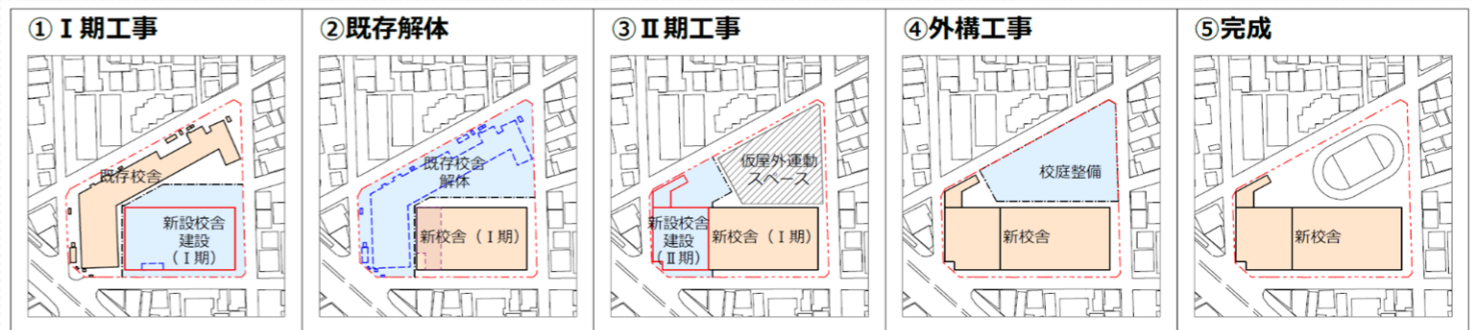 ①Ⅰ期工事
既存校舎
新設校舎
建設
(Ⅰ期)
②既存解体
既存校舎
解体
新校舎(Ⅰ期)
③Ⅱ期工事
仮屋外運動
スペース
新設校舎
建設
(Ⅱ期)
新校舎(Ⅰ期)
④外構工事
校庭整備
新校舎
⑤完成
新校舎